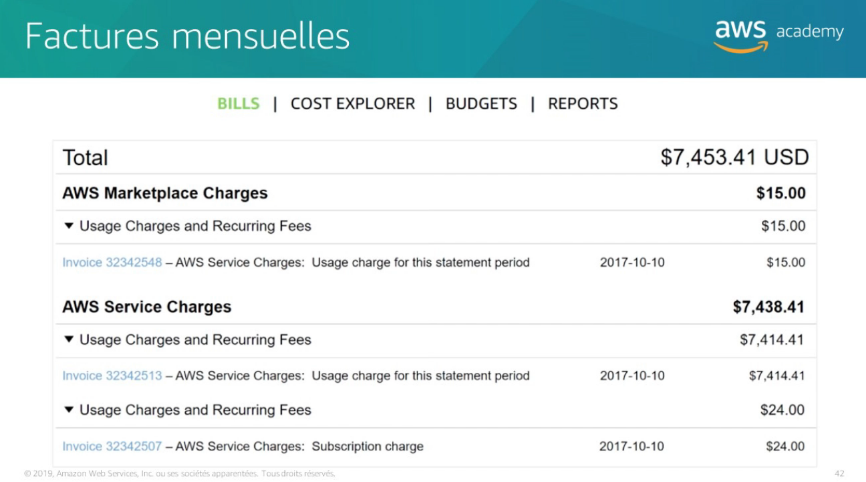 Factures mensuelles
aws academy
BILLS | COST EXPLORER | BUDGETS | REPORTS
Total $7,453.41 USD
AWS Marketplace Charges $15.00
▼ Usage Charges and Recurring Fees $15.00
Invoice 32342548 – AWS Service Charges: Usage charge for this statement period 2017-10-10 $15.00
AWS Service Charges $7,438.41
▼ Usage Charges and Recurring Fees $7,414.41
Invoice 32342513 – AWS Service Charges: Usage charge for this statement period 2017-10-10 $7,414.41
▼ Usage Charges and Recurring Fees $24.00
Invoice 32342507 – AWS Service Charges: Subscription charge 2017-10-10 $24.00
© 2019, Amazon Web Services, Inc. ou ses sociétés apparentées. Tous droits réservés. 42